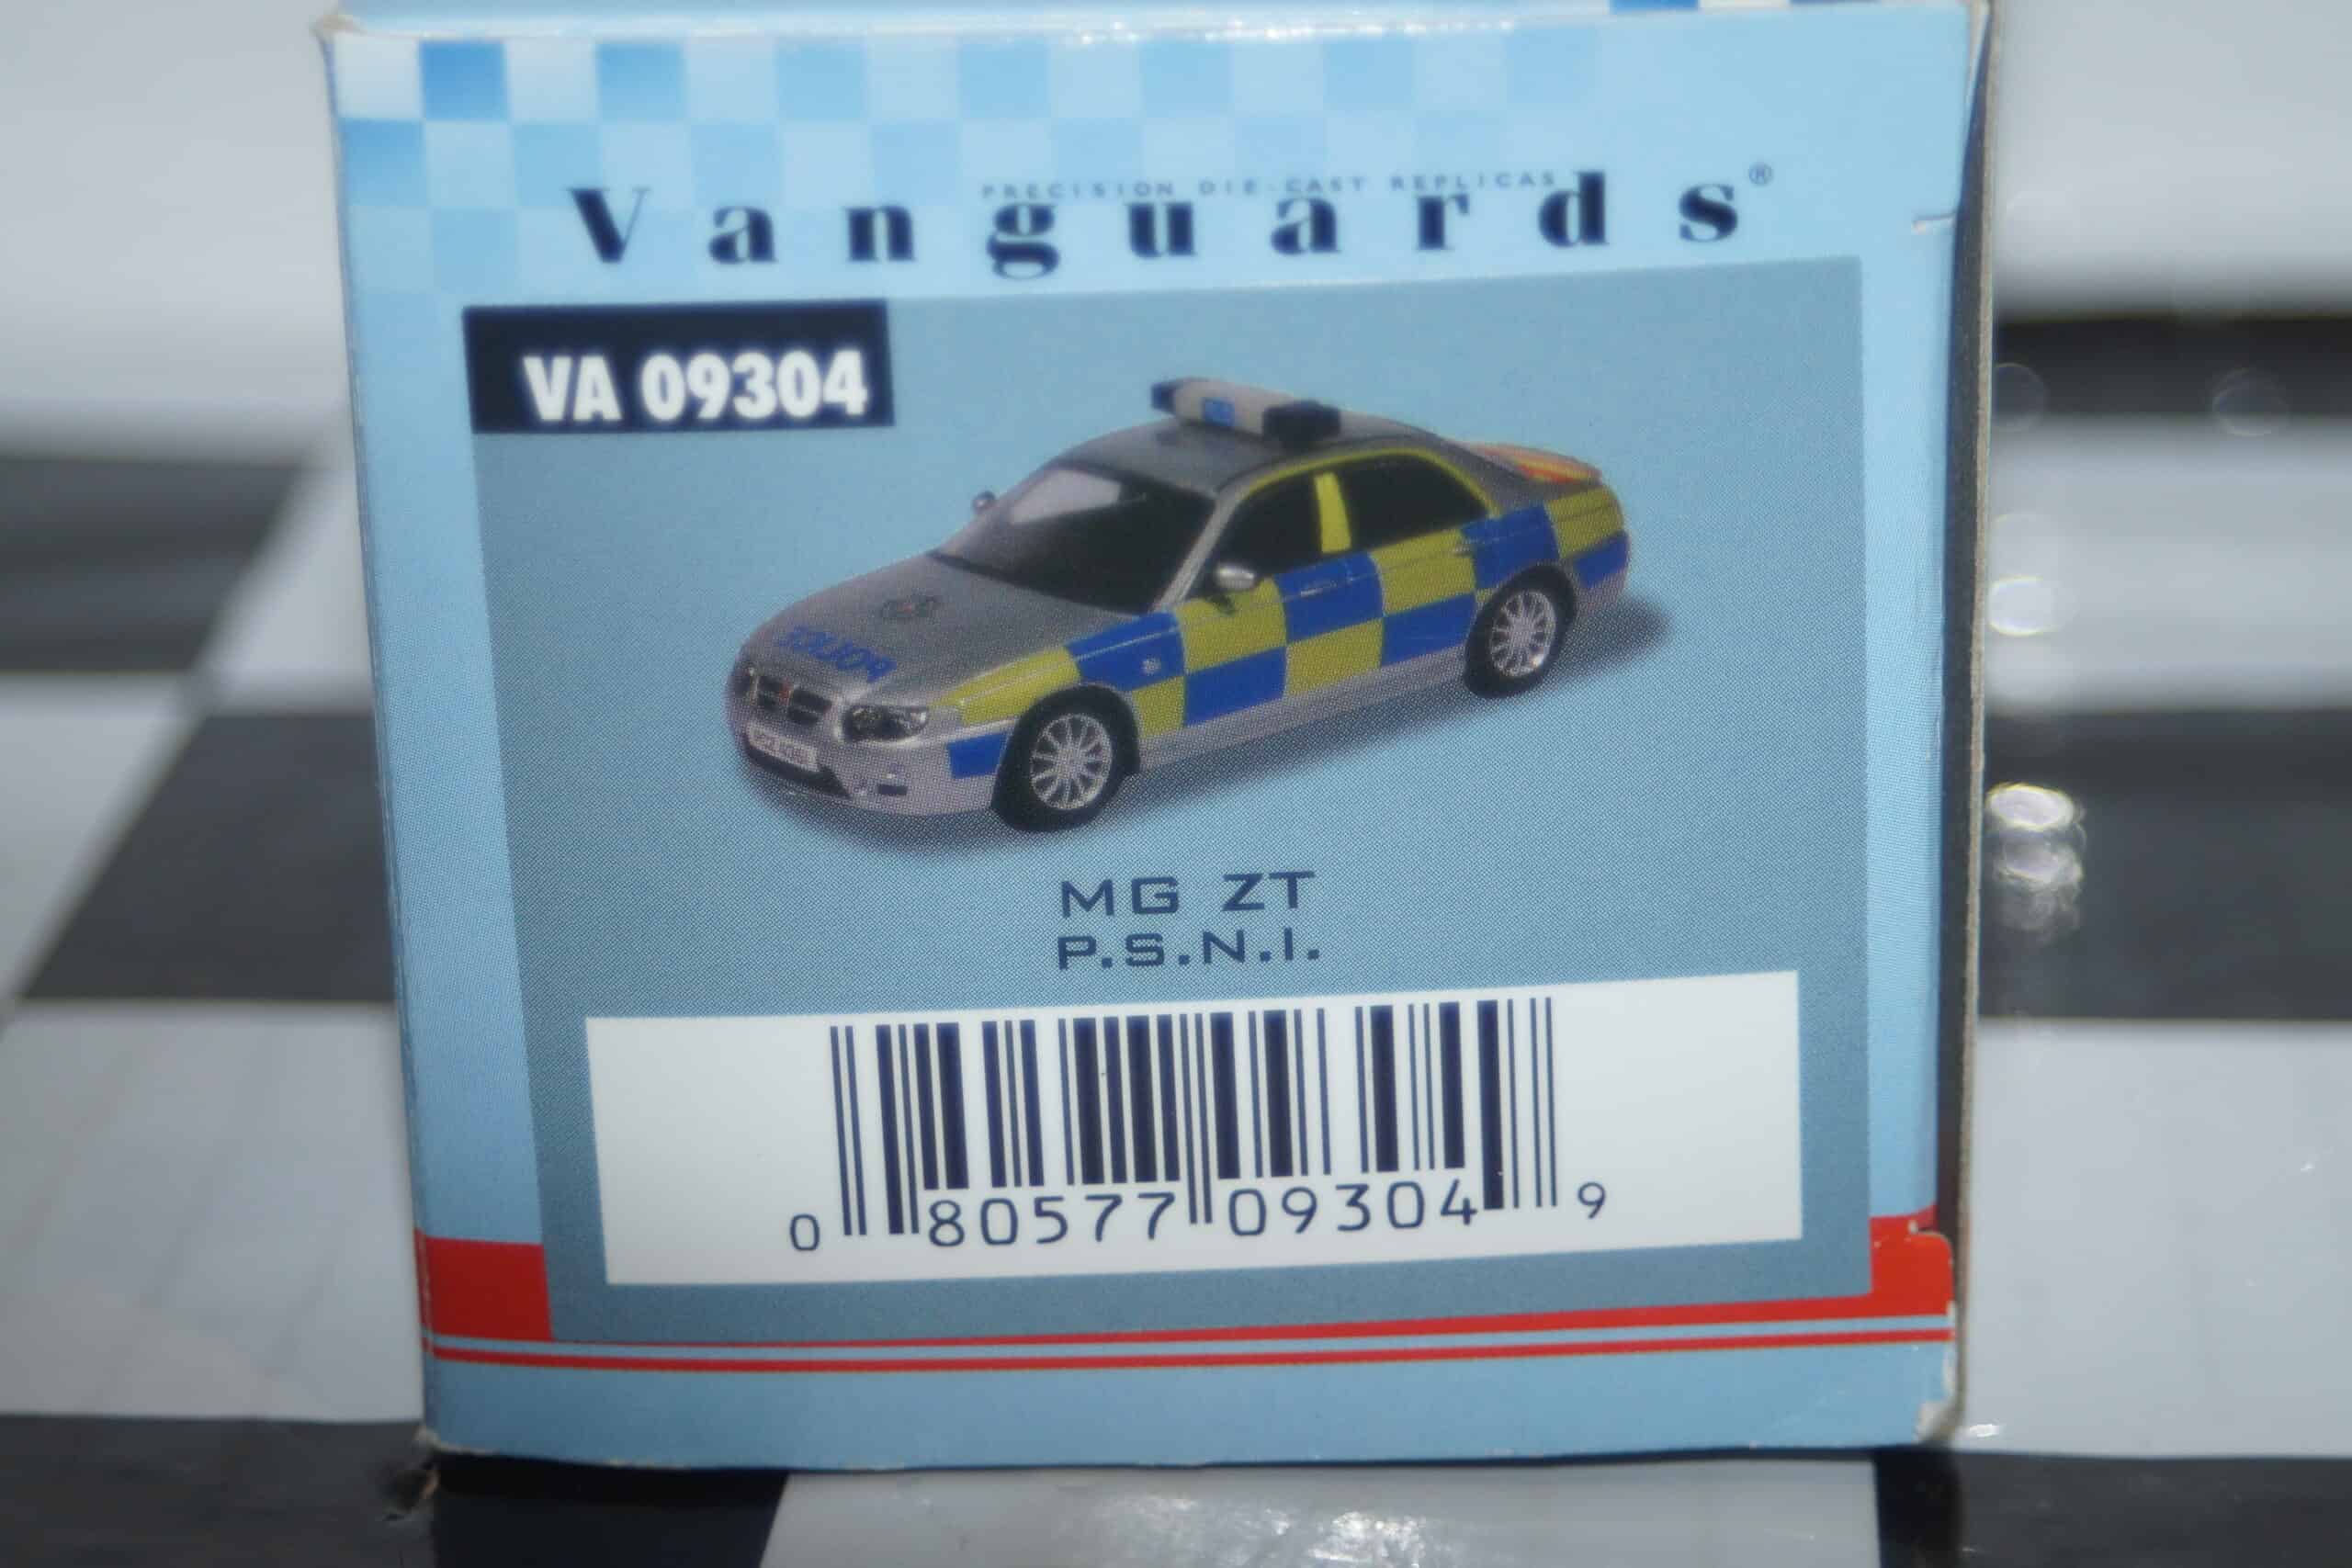 PRECISION DIE-CAST REPLICAS
Vanguards®
VA 09304
POLICE
MG ZT
P.S.N.I.
0 80577 09304 9